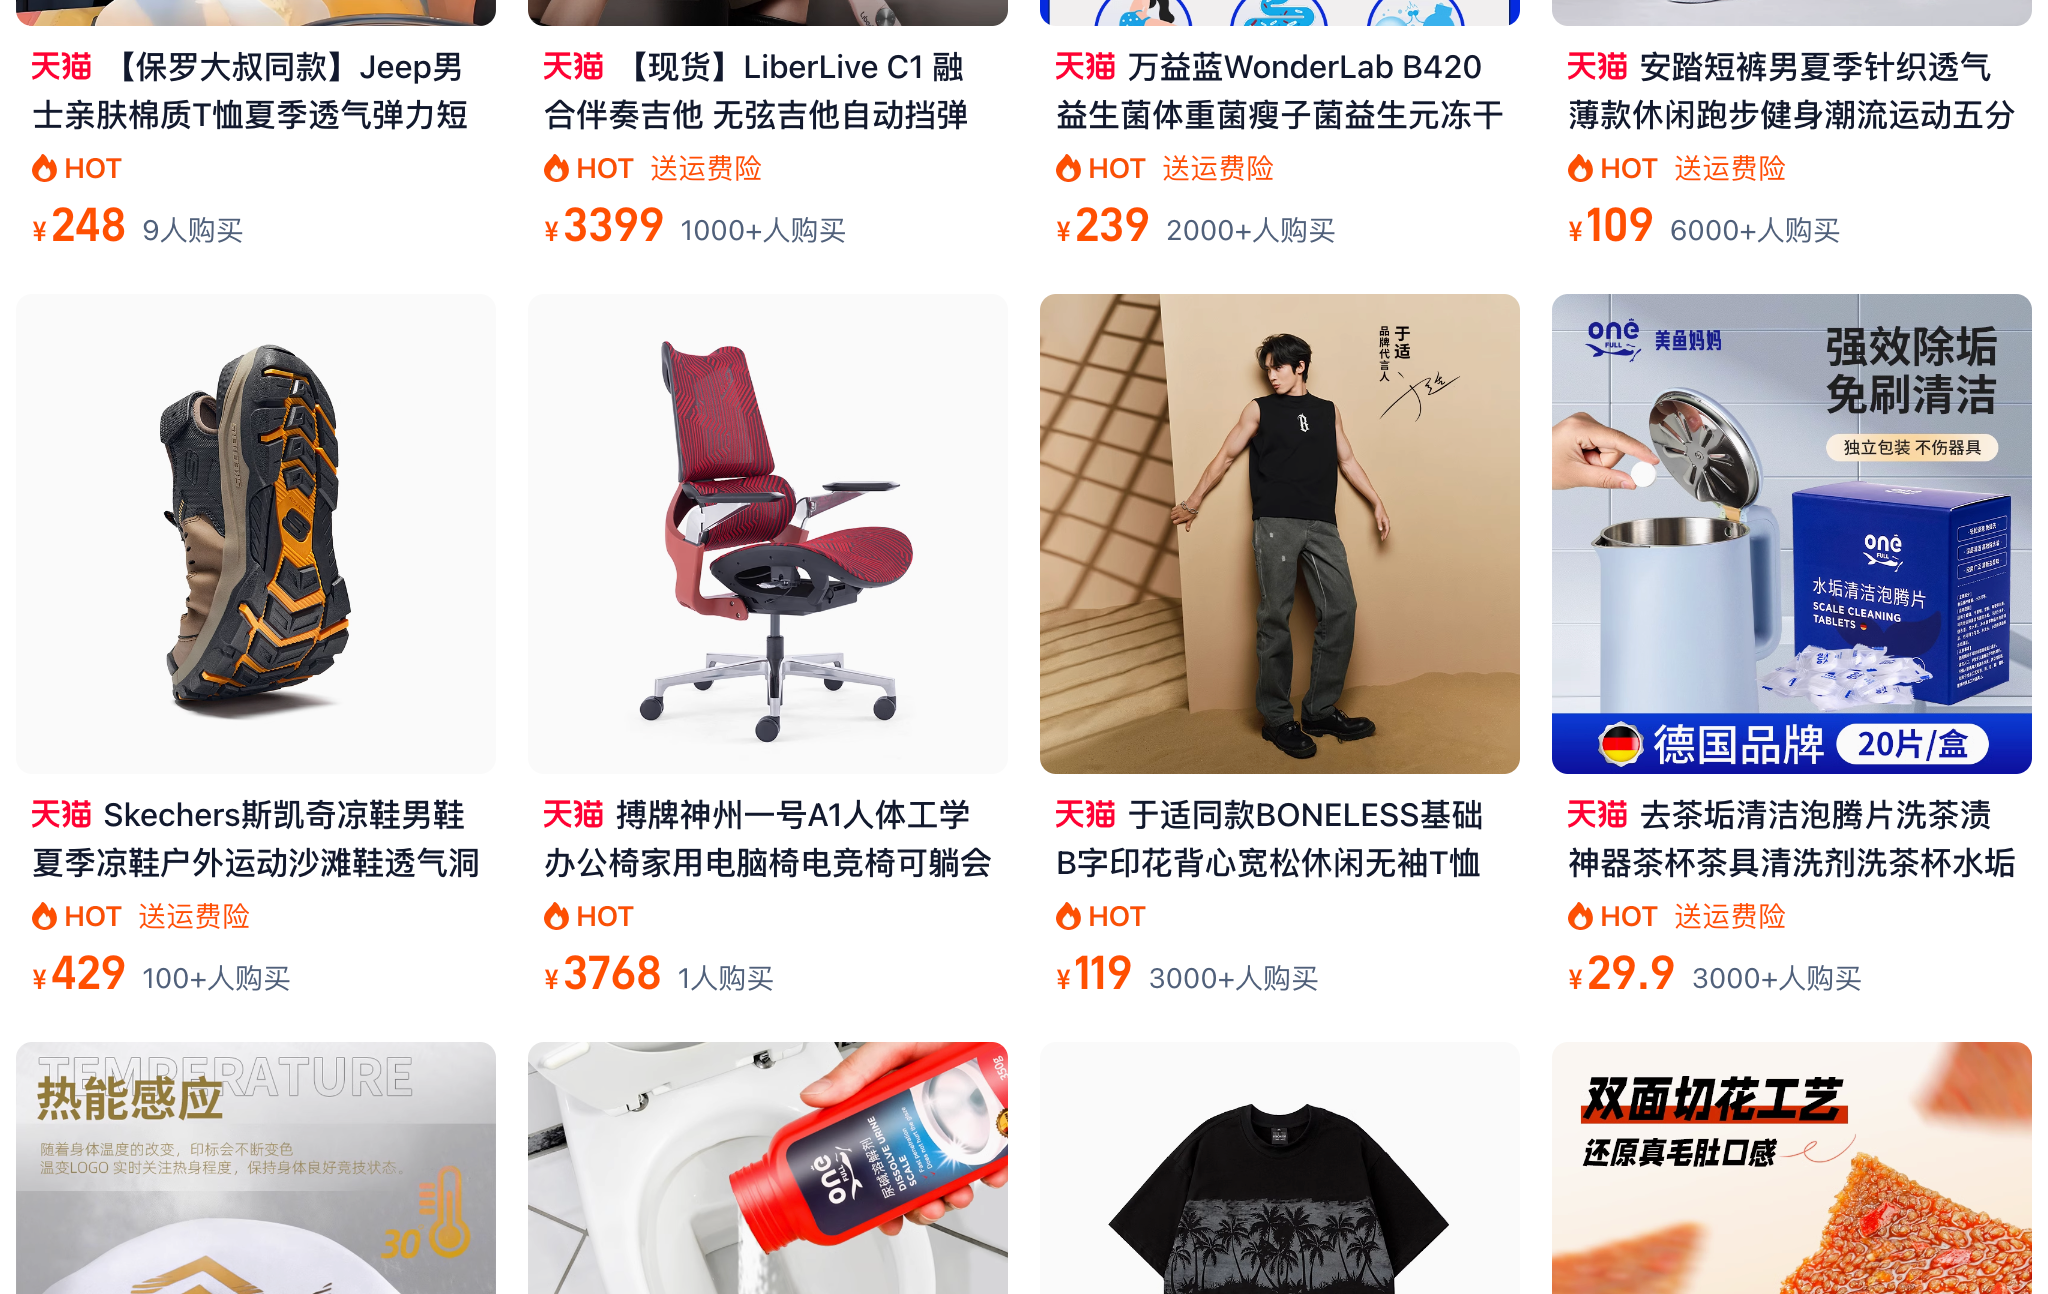 天猫 【保罗大叔同款】Jeep男
士亲肤棉质T恤夏季透气弹力短
HOT
¥248 9人购买
天猫 【现货】LiberLive C1 融
合伴奏吉他 无弦吉他自动挡弹
HOT 送运费险
¥3399 1000+人购买
天猫 万益蓝WonderLab B420
益生菌体重菌瘦子菌益生元冻干
HOT 送运费险
¥239 2000+人购买
天猫 安踏短裤男夏季针织透气
薄款休闲跑步健身潮流运动五分
HOT 送运费险
¥109 6000+人购买
天猫 Skechers斯凯奇凉鞋男鞋
夏季凉鞋户外运动沙滩鞋透气洞
HOT 送运费险
¥429 100+人购买
天猫 搏牌神州一号A1人体工学
办公椅家用电脑椅电竞椅可躺会
HOT
¥3768 1人购买
于适
品牌代言人
B
天猫 于适同款BONELESS基础
B字印花背心宽松休闲无袖T恤
HOT
¥119 3000+人购买
one
FULL
美鱼妈妈
强效除垢
免刷清洁
独立包装 不伤器具
one
FULL
水垢清洁泡腾片
SCALE CLEANING
TABLETS
德国品牌 20片/盒
天猫 去茶垢清洁泡腾片洗茶渍
神器茶杯茶具清洗剂洗茶杯水垢
HOT 送运费险
¥29.9 3000+人购买
TEMPERATURE
热能感应
随着身体温度的改变，印标会不断变色
温变LOGO 实时关注热身程度，保持身体良好竞技状态。
30
350g
one
FULL
尿碱溶解剂
DISSOLVE URINE
SCALE
双面切花工艺
还原真毛肚口感